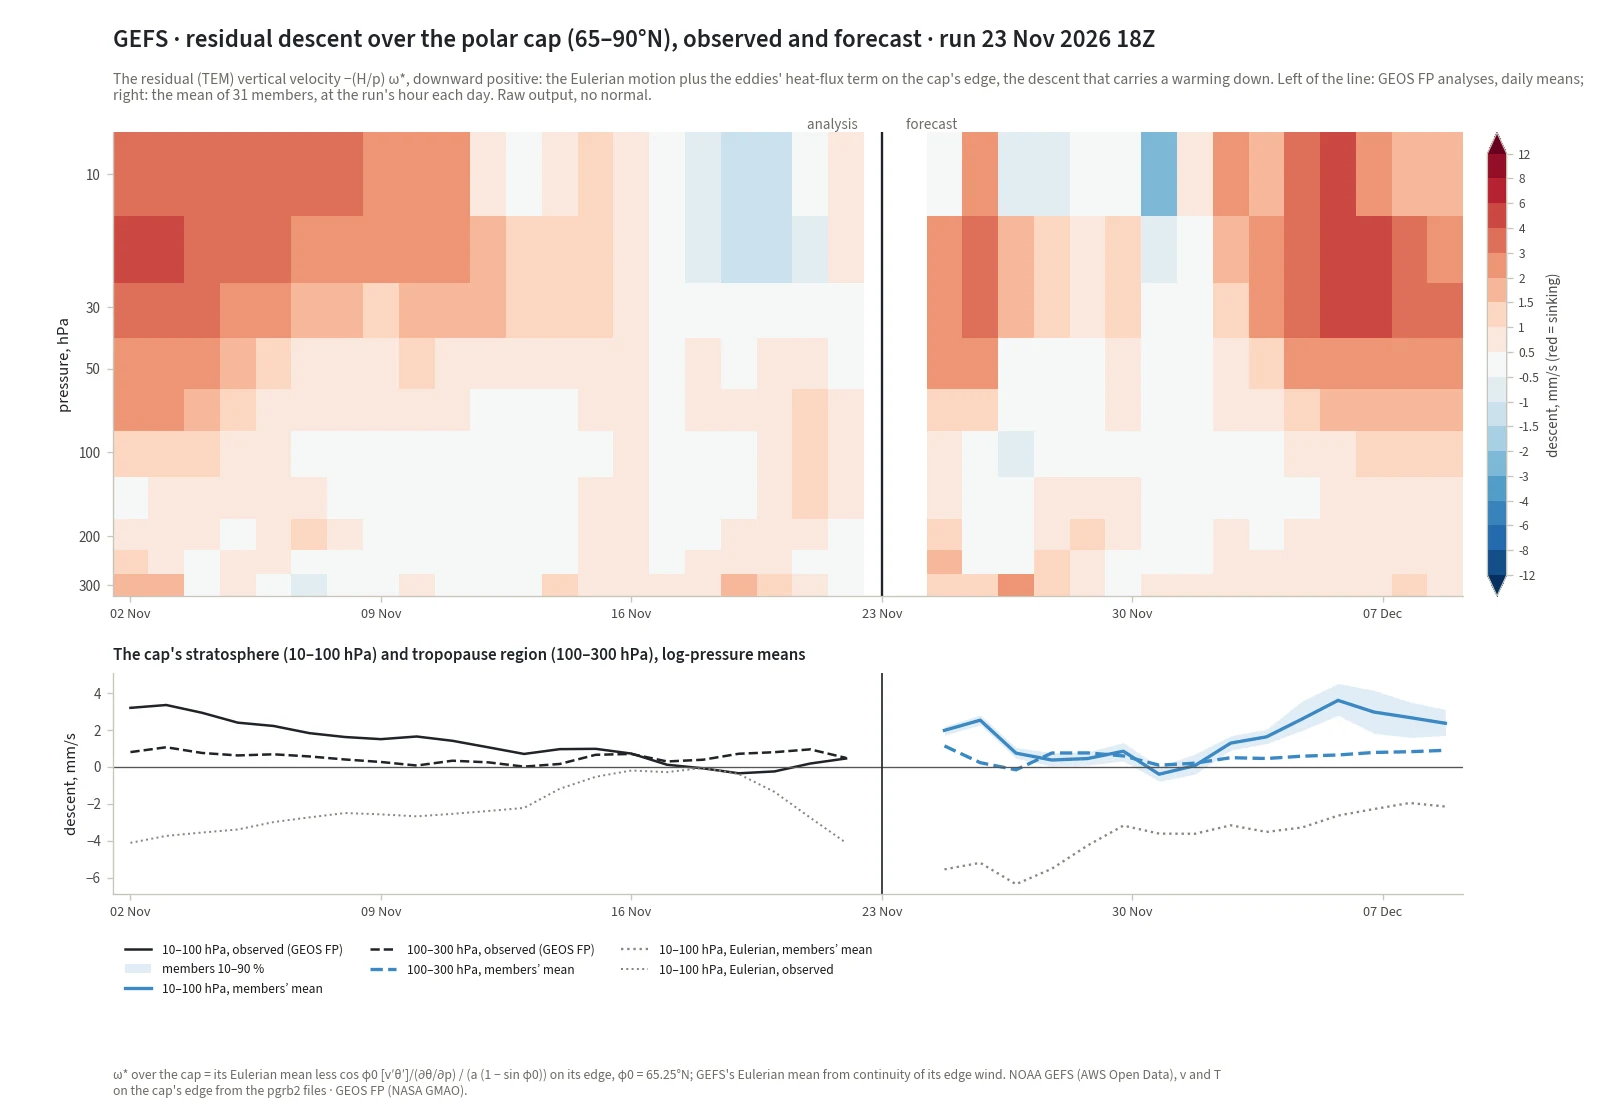 GEFS · residual descent over the polar cap (65–90°N), observed and forecast · run 23 Nov 2026 18Z
The residual (TEM) vertical velocity −(H/p) ω*, downward positive: the Eulerian motion plus the eddies' heat-flux term on the cap's edge, the descent that carries a warming down. Left of the line: GEOS FP analyses, daily means;
right: the mean of 31 members, at the run's hour each day. Raw output, no normal.
analysis
forecast
pressure, hPa
10
30
50
100
200
300
02 Nov
09 Nov
16 Nov
23 Nov
30 Nov
07 Dec
12
8
6
4
3
2
1.5
1
0.5
-0.5
-1
-1.5
-2
-3
-4
-6
-8
-12
descent, mm/s (red = sinking)
The cap's stratosphere (10–100 hPa) and tropopause region (100–300 hPa), log-pressure means
descent, mm/s
4
2
0
−2
−4
−6
02 Nov
09 Nov
16 Nov
23 Nov
30 Nov
07 Dec
10–100 hPa, observed (GEOS FP)
members 10–90 %
10–100 hPa, members’ mean
100–300 hPa, observed (GEOS FP)
100–300 hPa, members’ mean
10–100 hPa, Eulerian, members’ mean
10–100 hPa, Eulerian, observed
ω* over the cap = its Eulerian mean less cos φ0 [v′θ′]/(∂θ/∂p) / (a (1 − sin φ0)) on its edge, φ0 = 65.25°N; GEFS's Eulerian mean from continuity of its edge wind. NOAA GEFS (AWS Open Data), v and T
on the cap's edge from the pgrb2 files · GEOS FP (NASA GMAO).